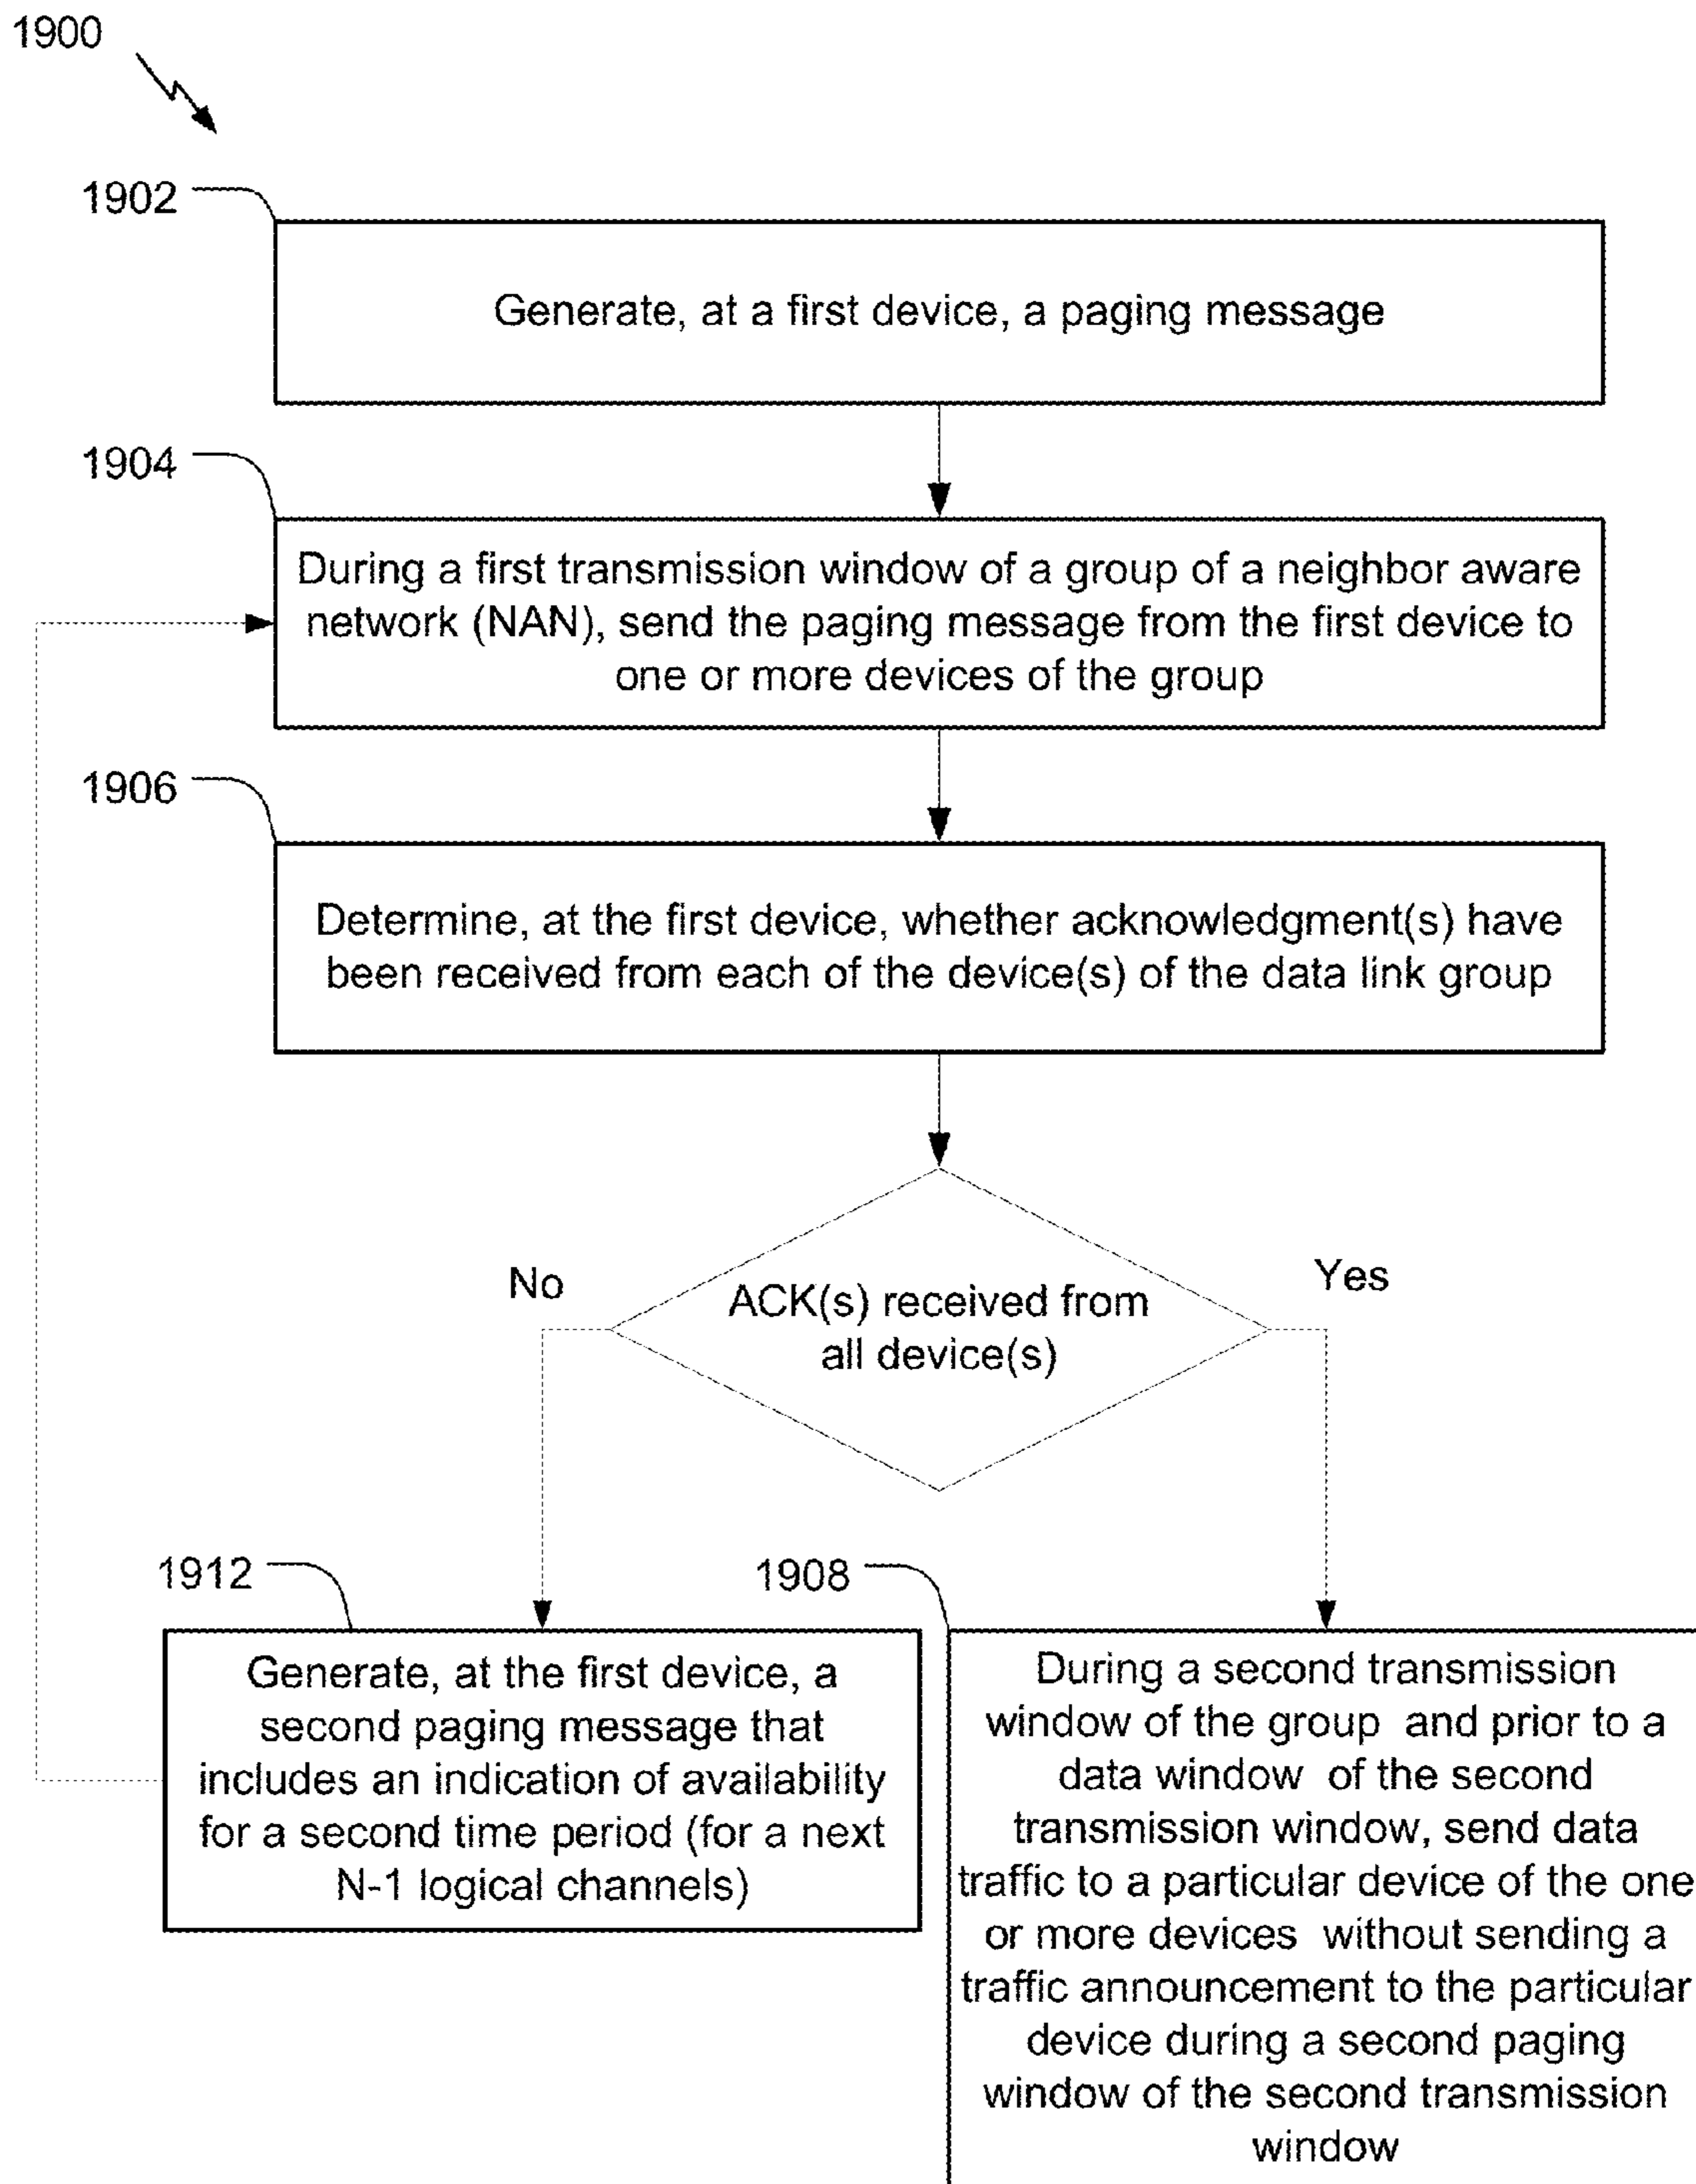 1900
1902
Generate, at a first device, a paging message
1904
During a first transmission window of a group of a neighbor aware
network (NAN), send the paging message from the first device to
one or more devices of the group
1906
Determine, at the first device, whether acknowledgment(s) have
been received from each of the device(s) of the data link group
No
Yes
ACK(s) received from
all device(s)
1912
Generate, at the first device, a
second paging message that
includes an indication of availability
for a second time period (for a next
N-1 logical channels)
1908
During a second transmission
window of the group and prior to a
data window of the second
transmission window, send data
traffic to a particular device of the one
or more devices without sending a
traffic announcement to the particular
device during a second paging
window of the second transmission
window